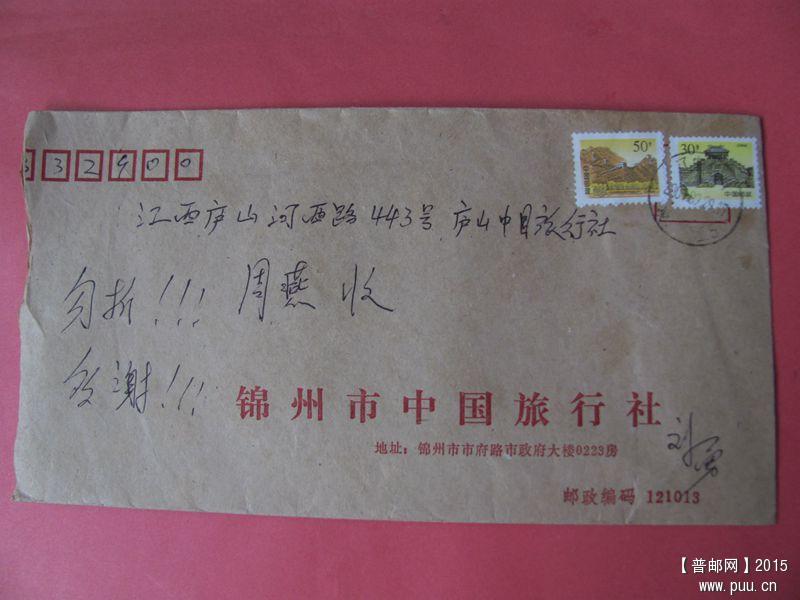 50分
30分
中国邮政
332900
江西庐山河西路443号庐山中国旅行社
勿折!!! 周燕 收
多谢!!!
锦州市中国旅行社
地址:锦州市市府路市政府大楼0223房
刘勇
邮政编码 121013
【普邮网】2015
www.puu.cn